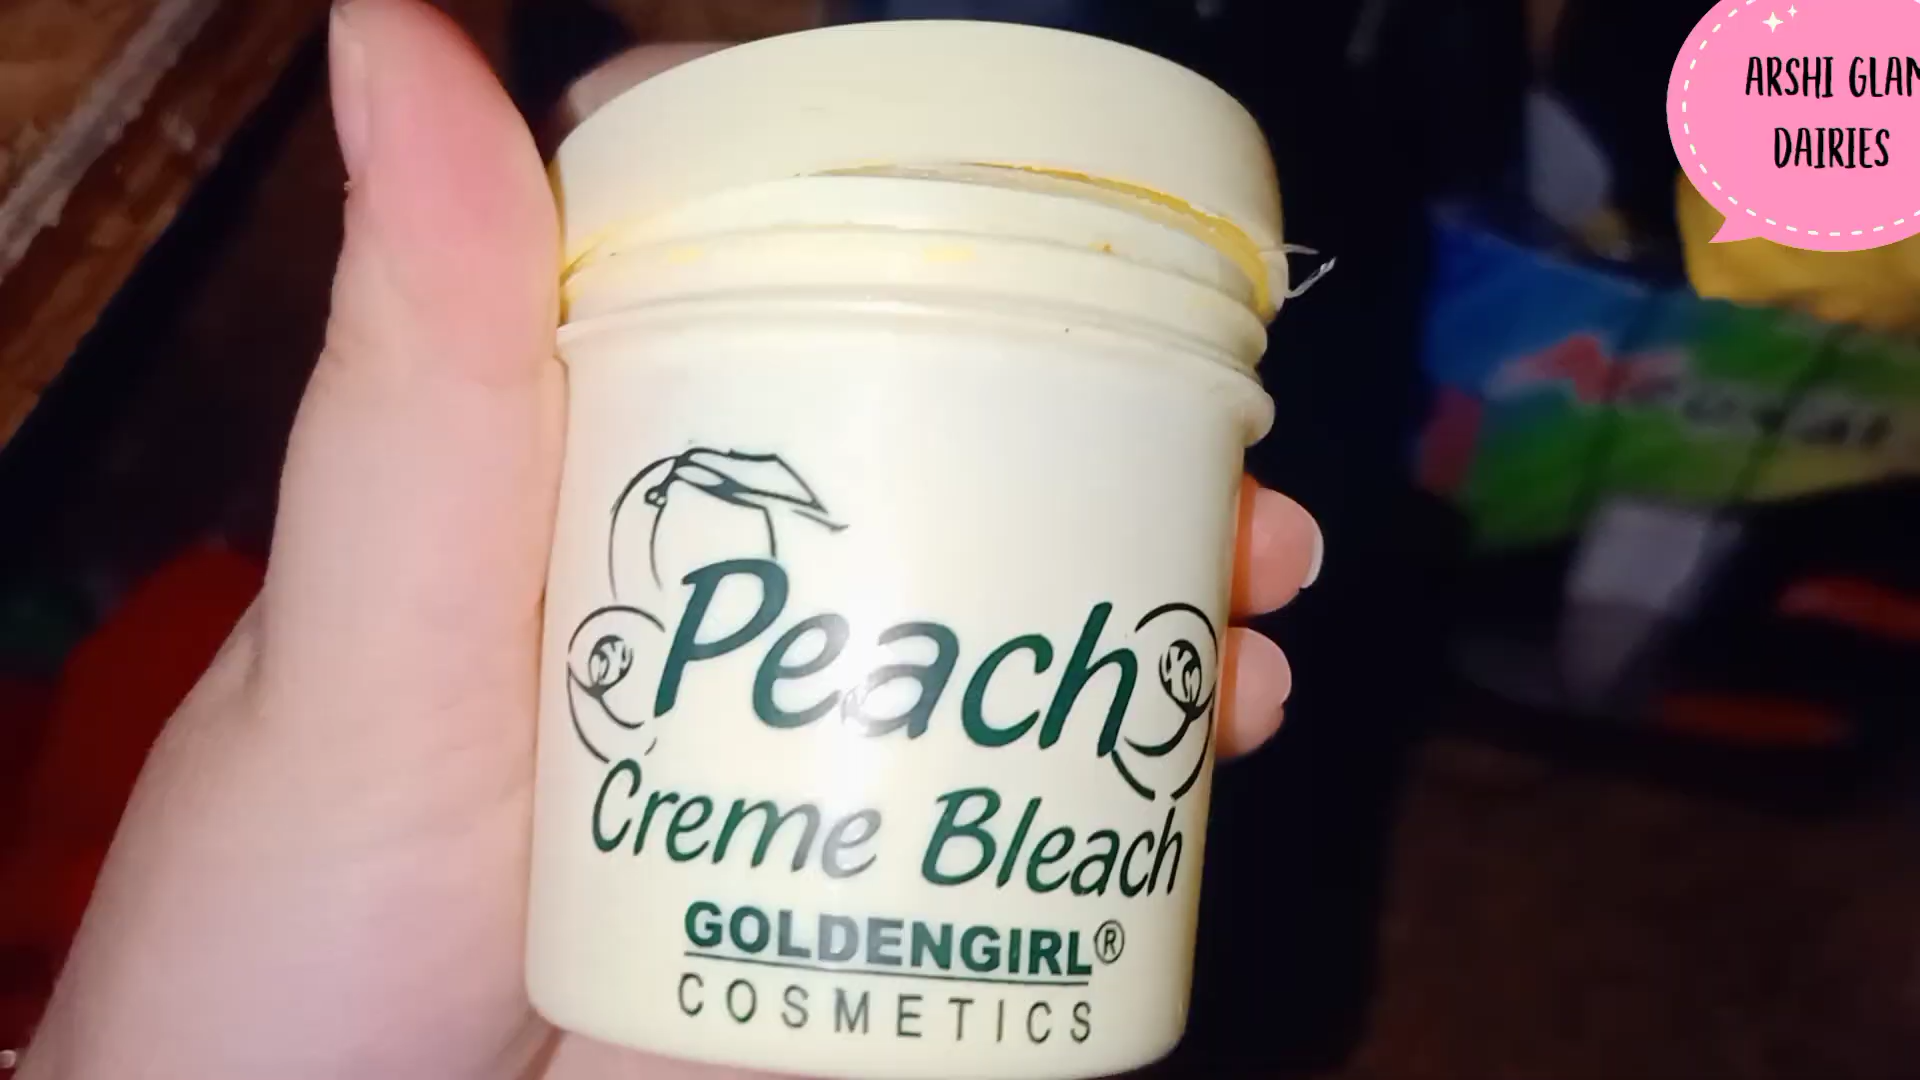 ARSHI GLAM
DAIRIES
Peach
Creme Bleach
GOLDENGIRL®
COSMETICS